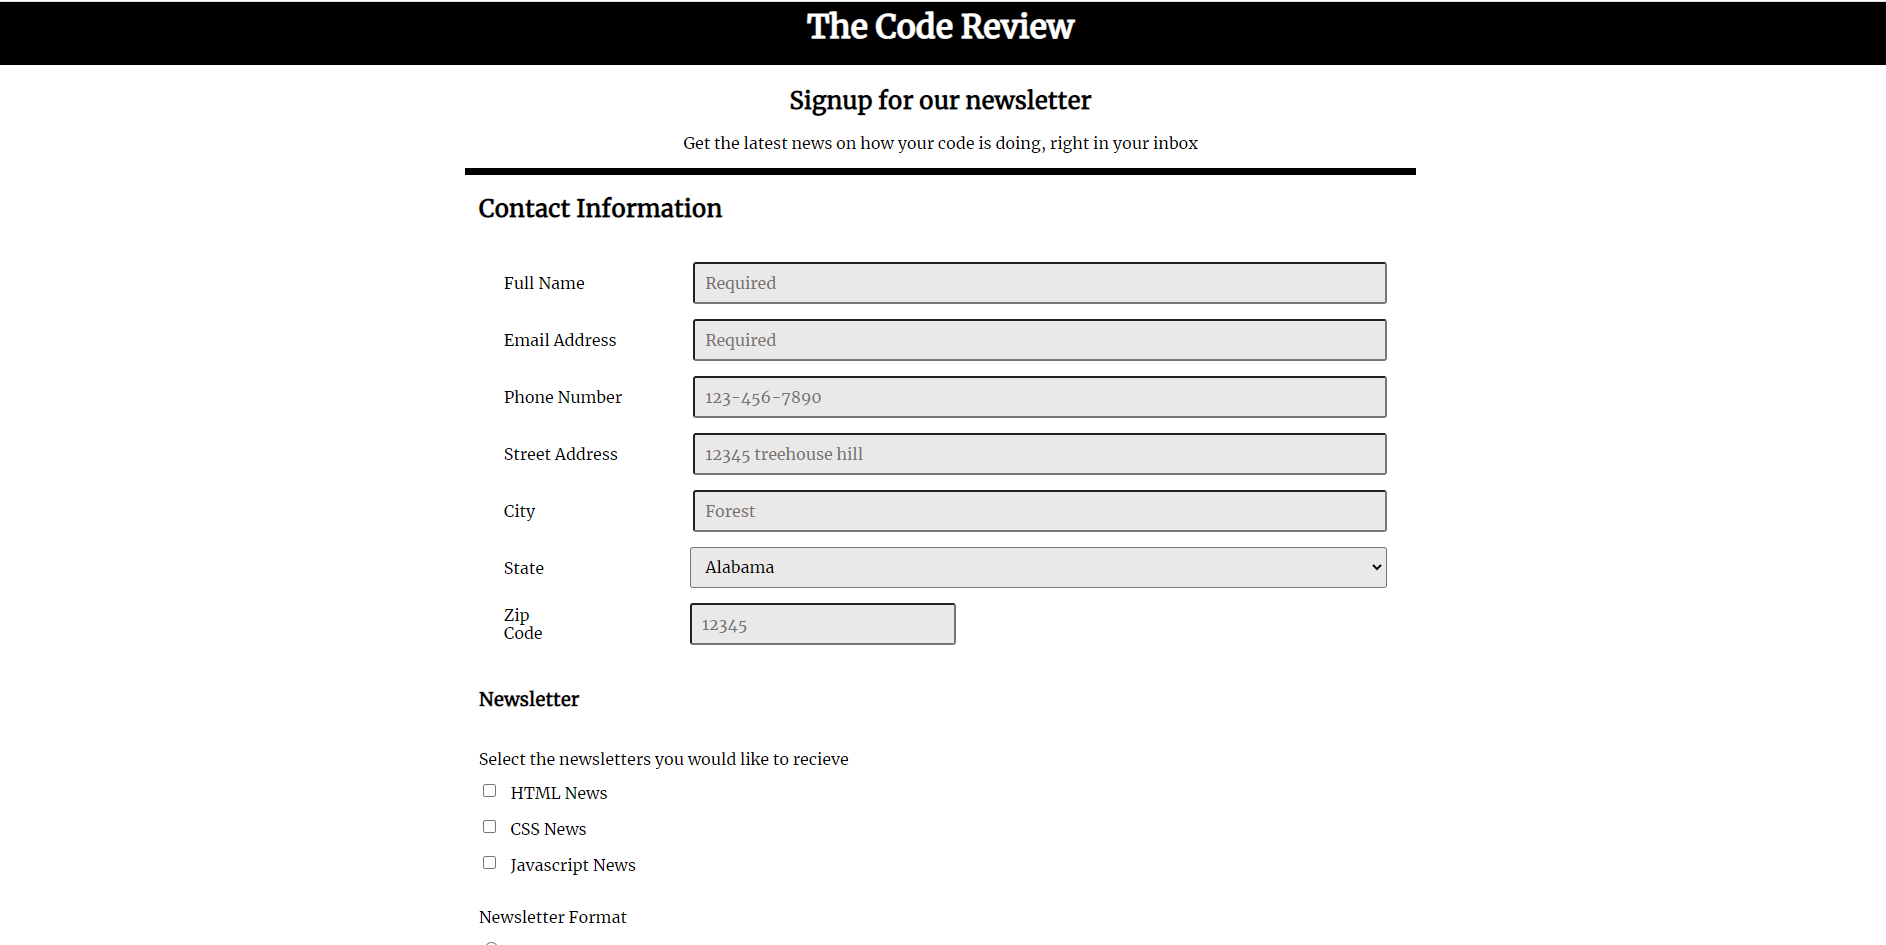 The Code Review
Signup for our newsletter
Get the latest news on how your code is doing, right in your inbox
Contact Information
Full Name
Required
Email Address
Required
Phone Number
123-456-7890
Street Address
12345 treehouse hill
City
Forest
State
Alabama
Zip
Code
12345
Newsletter
Select the newsletters you would like to recieve
HTML News
CSS News
Javascript News
Newsletter Format